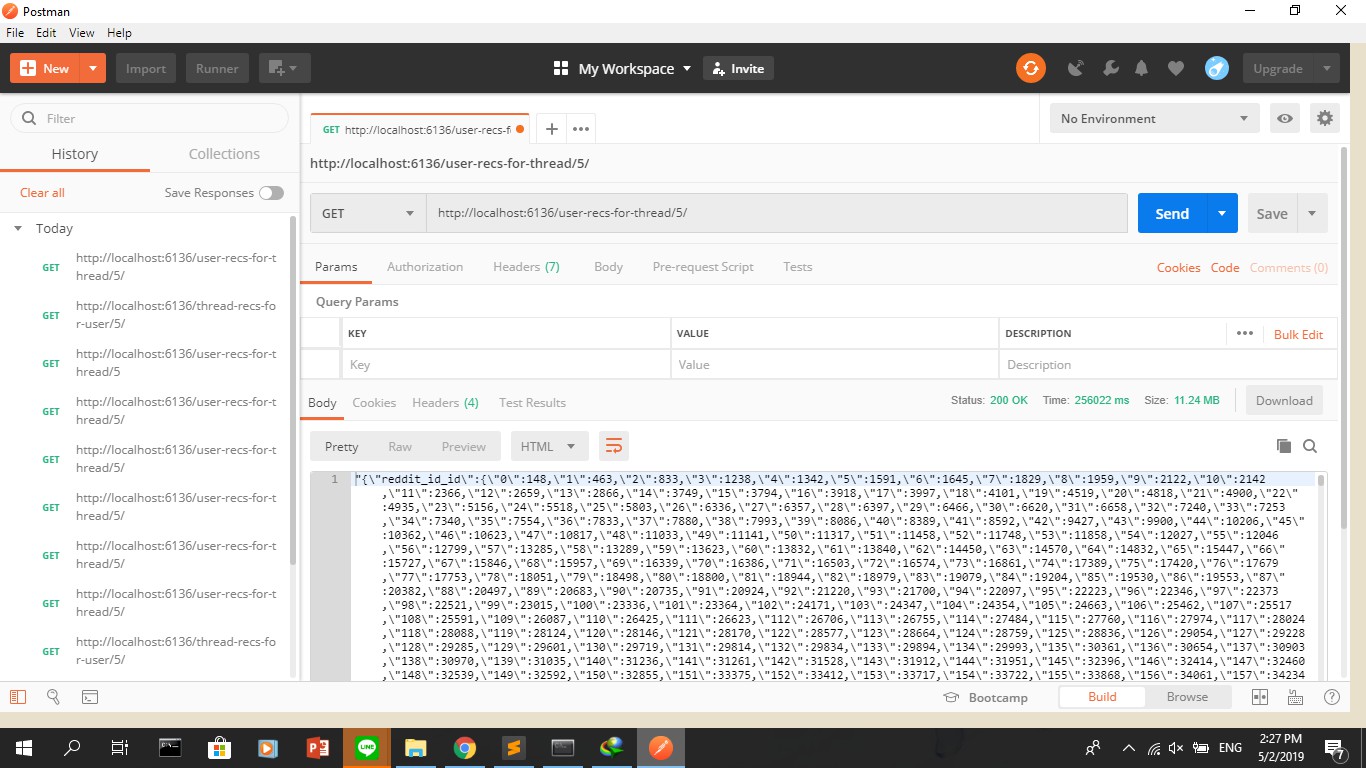 Postman
File Edit View Help
New Import Runner My Workspace Invite Upgrade
Filter
History Collections
Clear all Save Responses
Today
GET http://localhost:6136/user-recs-for-t
hread/5/
GET http://localhost:6136/thread-recs-fo
r-user/5/
GET http://localhost:6136/user-recs-for-t
hread/5
GET http://localhost:6136/user-recs-for-t
hread/5/
GET http://localhost:6136/user-recs-for-t
hread/5/
GET http://localhost:6136/user-recs-for-t
hread/5/
GET http://localhost:6136/user-recs-for-t
hread/5/
GET http://localhost:6136/user-recs-for-t
hread/5/
GET http://localhost:6136/thread-recs-fo
r-user/5/
GET http://localhost:6136/user-recs-f
No Environment
http://localhost:6136/user-recs-for-thread/5/
GET http://localhost:6136/user-recs-for-thread/5/ Send Save
Params Authorization Headers (7) Body Pre-request Script Tests Cookies Code Comments (0)
Query Params
KEY VALUE DESCRIPTION Bulk Edit
Key Value Description
Body Cookies Headers (4) Test Results Status: 200 OK Time: 256022 ms Size: 11.24 MB Download
Pretty Raw Preview HTML
1 "{\"reddit_id_id\":{\"0\":148,\"1\":463,\"2\":833,\"3\":1238,\"4\":1342,\"5\":1591,\"6\":1645,\"7\":1829,\"8\":1959,\"9\":2122,\"10\":2142
,\"11\":2366,\"12\":2659,\"13\":2866,\"14\":3749,\"15\":3794,\"16\":3918,\"17\":3997,\"18\":4101,\"19\":4519,\"20\":4818,\"21\":4900,\"22\"
:4935,\"23\":5156,\"24\":5518,\"25\":5803,\"26\":6336,\"27\":6357,\"28\":6397,\"29\":6466,\"30\":6620,\"31\":6658,\"32\":7240,\"33\":7253
,\"34\":7340,\"35\":7554,\"36\":7833,\"37\":7880,\"38\":7993,\"39\":8086,\"40\":8389,\"41\":8592,\"42\":9427,\"43\":9900,\"44\":10206,\"45\"
:10362,\"46\":10623,\"47\":10817,\"48\":11033,\"49\":11141,\"50\":11317,\"51\":11458,\"52\":11748,\"53\":11858,\"54\":12027,\"55\":12046
,\"56\":12799,\"57\":13285,\"58\":13289,\"59\":13623,\"60\":13832,\"61\":13840,\"62\":14450,\"63\":14570,\"64\":14832,\"65\":15447,\"66\"
:15727,\"67\":15846,\"68\":15957,\"69\":16339,\"70\":16386,\"71\":16503,\"72\":16574,\"73\":16861,\"74\":17389,\"75\":17420,\"76\":17679
,\"77\":17753,\"78\":18051,\"79\":18498,\"80\":18800,\"81\":18944,\"82\":18979,\"83\":19079,\"84\":19204,\"85\":19530,\"86\":19553,\"87\"
:20382,\"88\":20497,\"89\":20683,\"90\":20735,\"91\":20924,\"92\":21220,\"93\":21700,\"94\":22097,\"95\":22223,\"96\":22346,\"97\":22373
,\"98\":22521,\"99\":23015,\"100\":23336,\"101\":23364,\"102\":24171,\"103\":24347,\"104\":24354,\"105\":24663,\"106\":25462,\"107\":25517
,\"108\":25591,\"109\":26087,\"110\":26425,\"111\":26623,\"112\":26706,\"113\":26755,\"114\":27484,\"115\":27760,\"116\":27974,\"117\":28024
,\"118\":28088,\"119\":28124,\"120\":28146,\"121\":28170,\"122\":28577,\"123\":28664,\"124\":28759,\"125\":28836,\"126\":29054,\"127\":29228
,\"128\":29285,\"129\":29601,\"130\":29719,\"131\":29814,\"132\":29834,\"133\":29894,\"134\":29993,\"135\":30361,\"136\":30654,\"137\":30903
,\"138\":30970,\"139\":31035,\"140\":31236,\"141\":31261,\"142\":31528,\"143\":31912,\"144\":31951,\"145\":32396,\"146\":32414,\"147\":32460
,\"148\":32539,\"149\":32592,\"150\":32855,\"151\":33375,\"152\":33412,\"153\":33717,\"154\":33722,\"155\":33868,\"156\":34061,\"157\":34234
Bootcamp Build Browse
LINE ENG 2:27 PM
5/2/2019 7